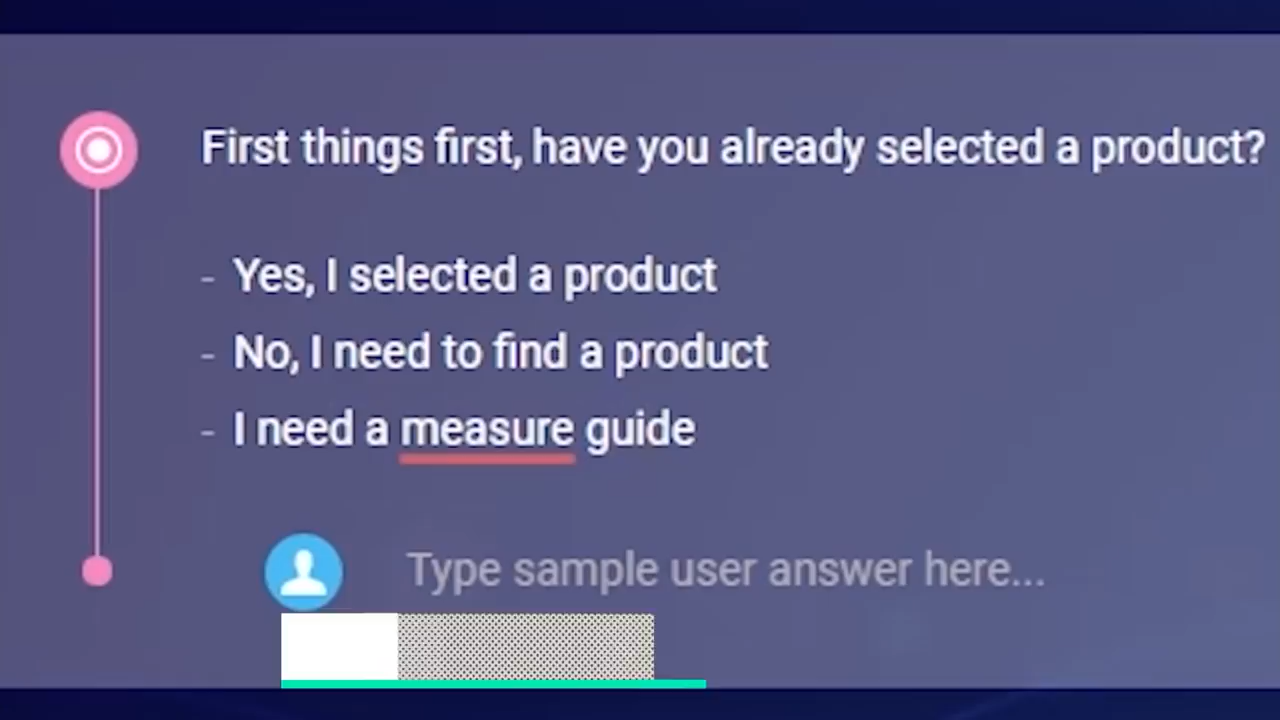 First things first, have you already selected a product?
- Yes, I selected a product
- No, I need to find a product
- I need a measure guide
Type sample user answer here...